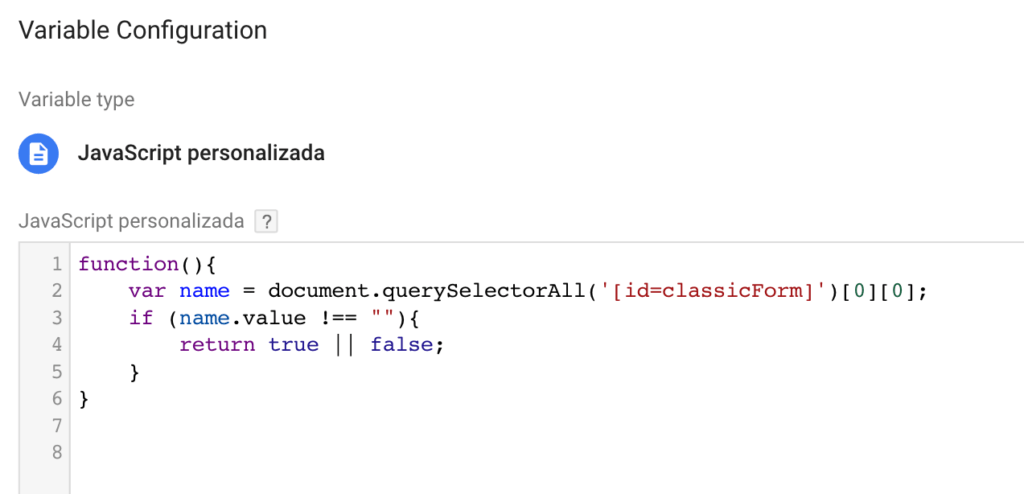 Variable Configuration
Variable type
JavaScript personalizada
JavaScript personalizada ?
1 function(){
2     var name = document.querySelectorAll('[id=classicForm]')[0][0];
3     if (name.value !== ""){
4         return true || false;
5     }
6 }
7
8